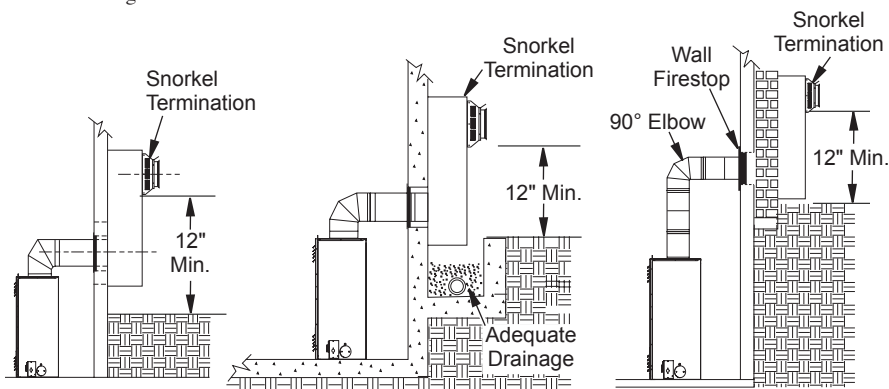 Snorkel
Termination
12"
Min.
Snorkel
Termination
12" Min.
Adequate
Drainage
Wall
Firestop
Snorkel
Termination
90° Elbow
12" Min.